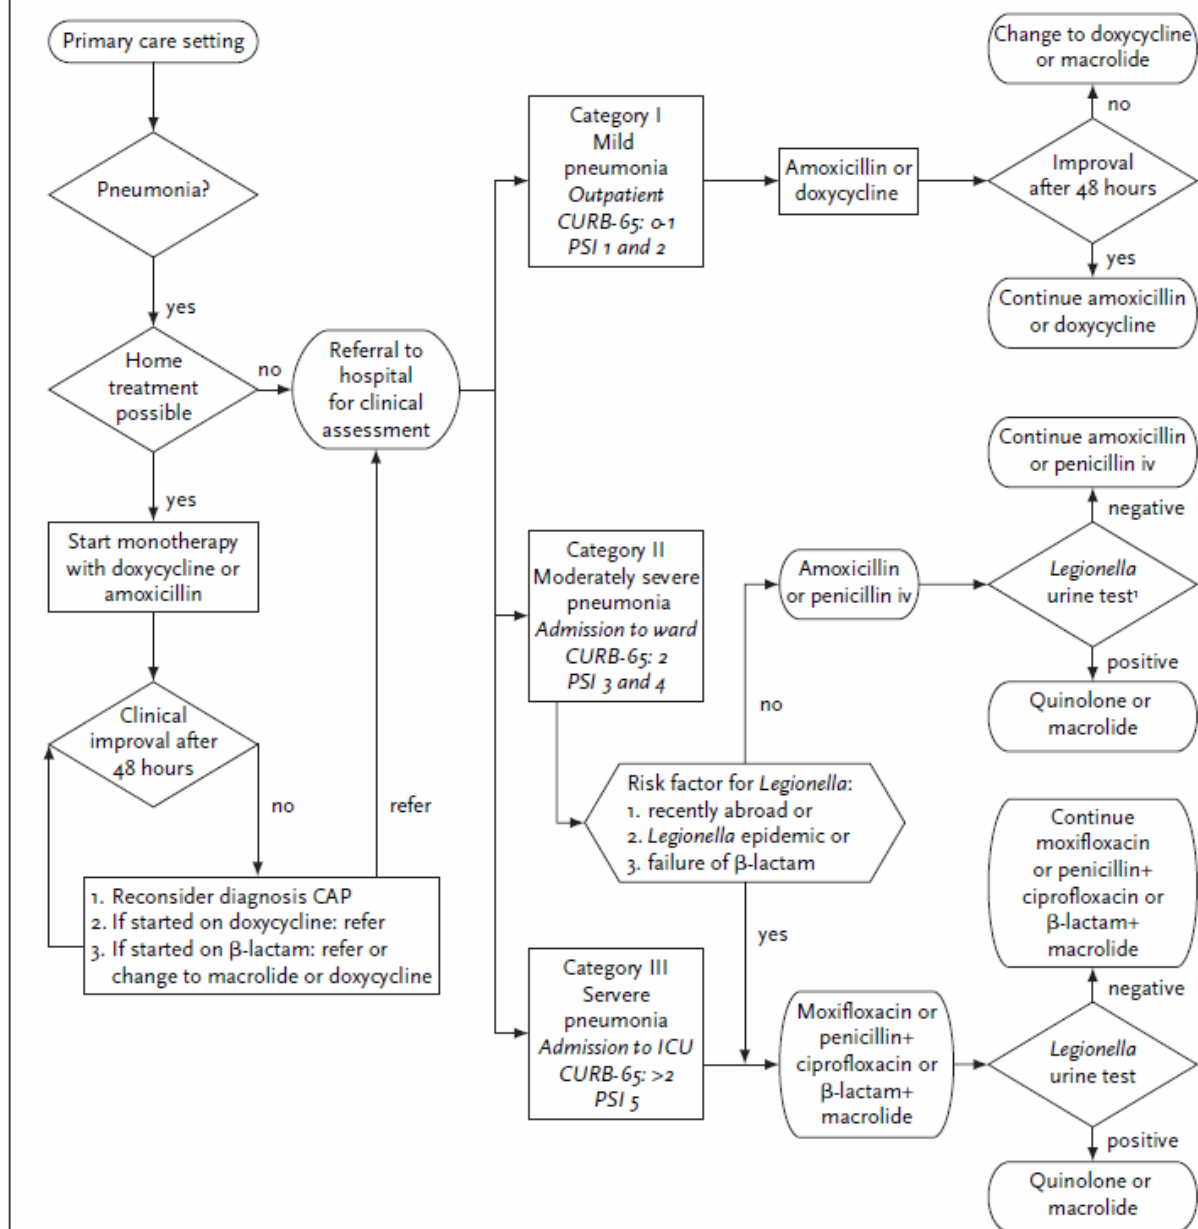 Primary care setting
Pneumonia?
yes
Home
treatment
possible
no
yes
Start monotherapy
with doxycycline or
amoxicillin
Clinical
improval after
48 hours
no
1. Reconsider diagnosis CAP
2. If started on doxycycline: refer
3. If started on β-lactam: refer or
change to macrolide or doxycycline
refer
Referral to
hospital
for clinical
assessment
Category I
Mild
pneumonia
Outpatient
CURB-65: 0-1
PSI 1 and 2
Amoxicillin or
doxycycline
Improval
after 48 hours
no
Change to doxycycline
or macrolide
yes
Continue amoxicillin
or doxycycline
Category II
Moderately severe
pneumonia
Admission to ward
CURB-65: 2
PSI 3 and 4
Risk factor for Legionella:
1. recently abroad or
2. Legionella epidemic or
3. failure of β-lactam
no
Amoxicillin
or penicillin iv
Legionella
urine test¹
negative
Continue amoxicillin
or penicillin iv
positive
Quinolone or
macrolide
yes
Category III
Servere
pneumonia
Admission to ICU
CURB-65: >2
PSI 5
Moxifloxacin or
penicillin+
ciprofloxacin or
β-lactam+
macrolide
Legionella
urine test
negative
Continue
moxifloxacin
or penicillin+
ciprofloxacin or
β-lactam+
macrolide
positive
Quinolone or
macrolide